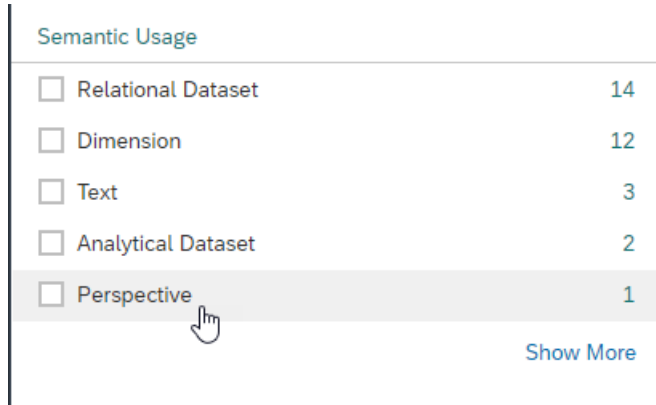 Semantic Usage
Relational Dataset 14
Dimension 12
Text 3
Analytical Dataset 2
Perspective 1
Show More